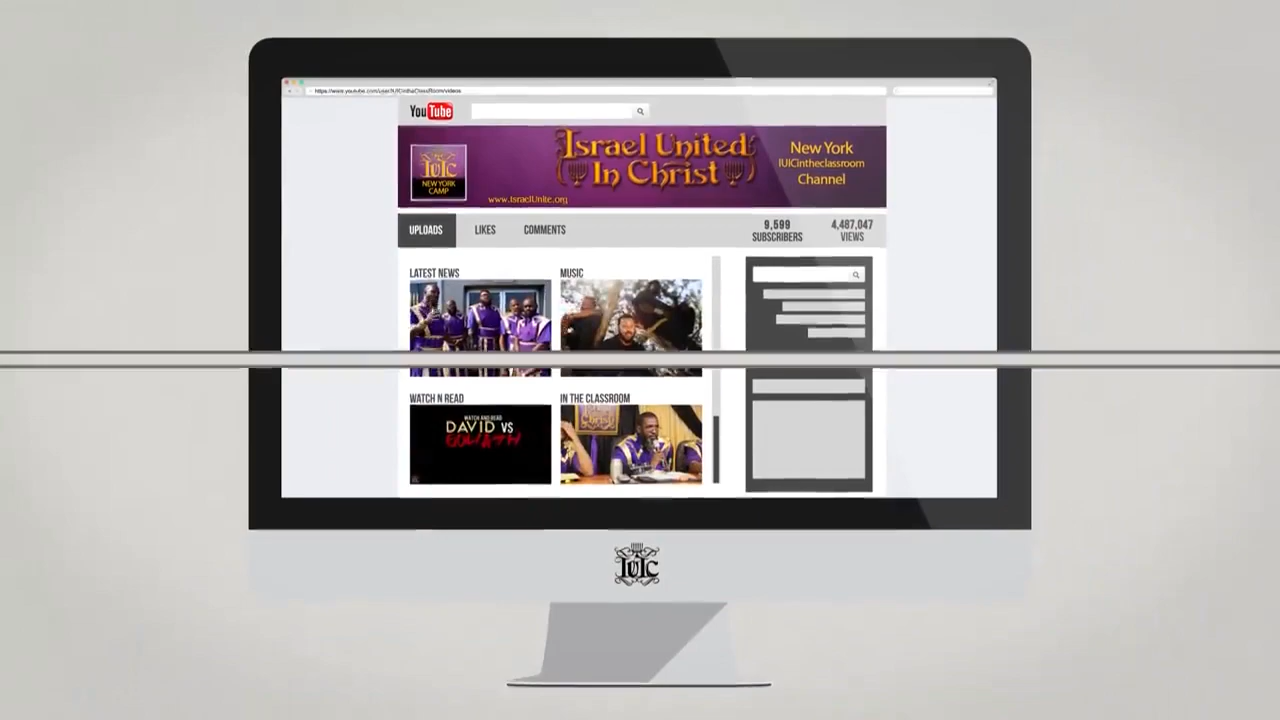 YouTube
Israel United
In Christ
IUIC
NEW YORK
CAMP
www.IsraelUnite.org
New York
IUICintheclassroom
Channel
UPLOADS
LIKES
COMMENTS
9,599
SUBSCRIBERS
4,487,047
VIEWS
LATEST NEWS
MUSIC
WATCH N READ
WATCH AND READ
DAVID VS
GOLIATH
IN THE CLASSROOM
IUIC